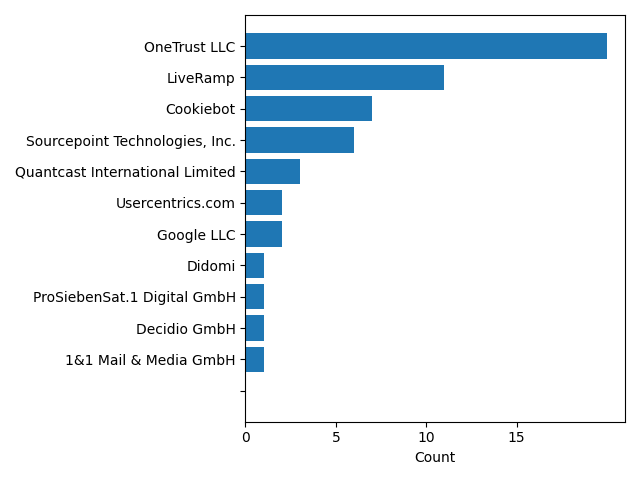 OneTrust LLC
LiveRamp
Cookiebot
Sourcepoint Technologies, Inc.
Quantcast International Limited
Usercentrics.com
Google LLC
Didomi
ProSiebenSat.1 Digital GmbH
Decidio GmbH
1&1 Mail & Media GmbH
0 5 10 15
Count